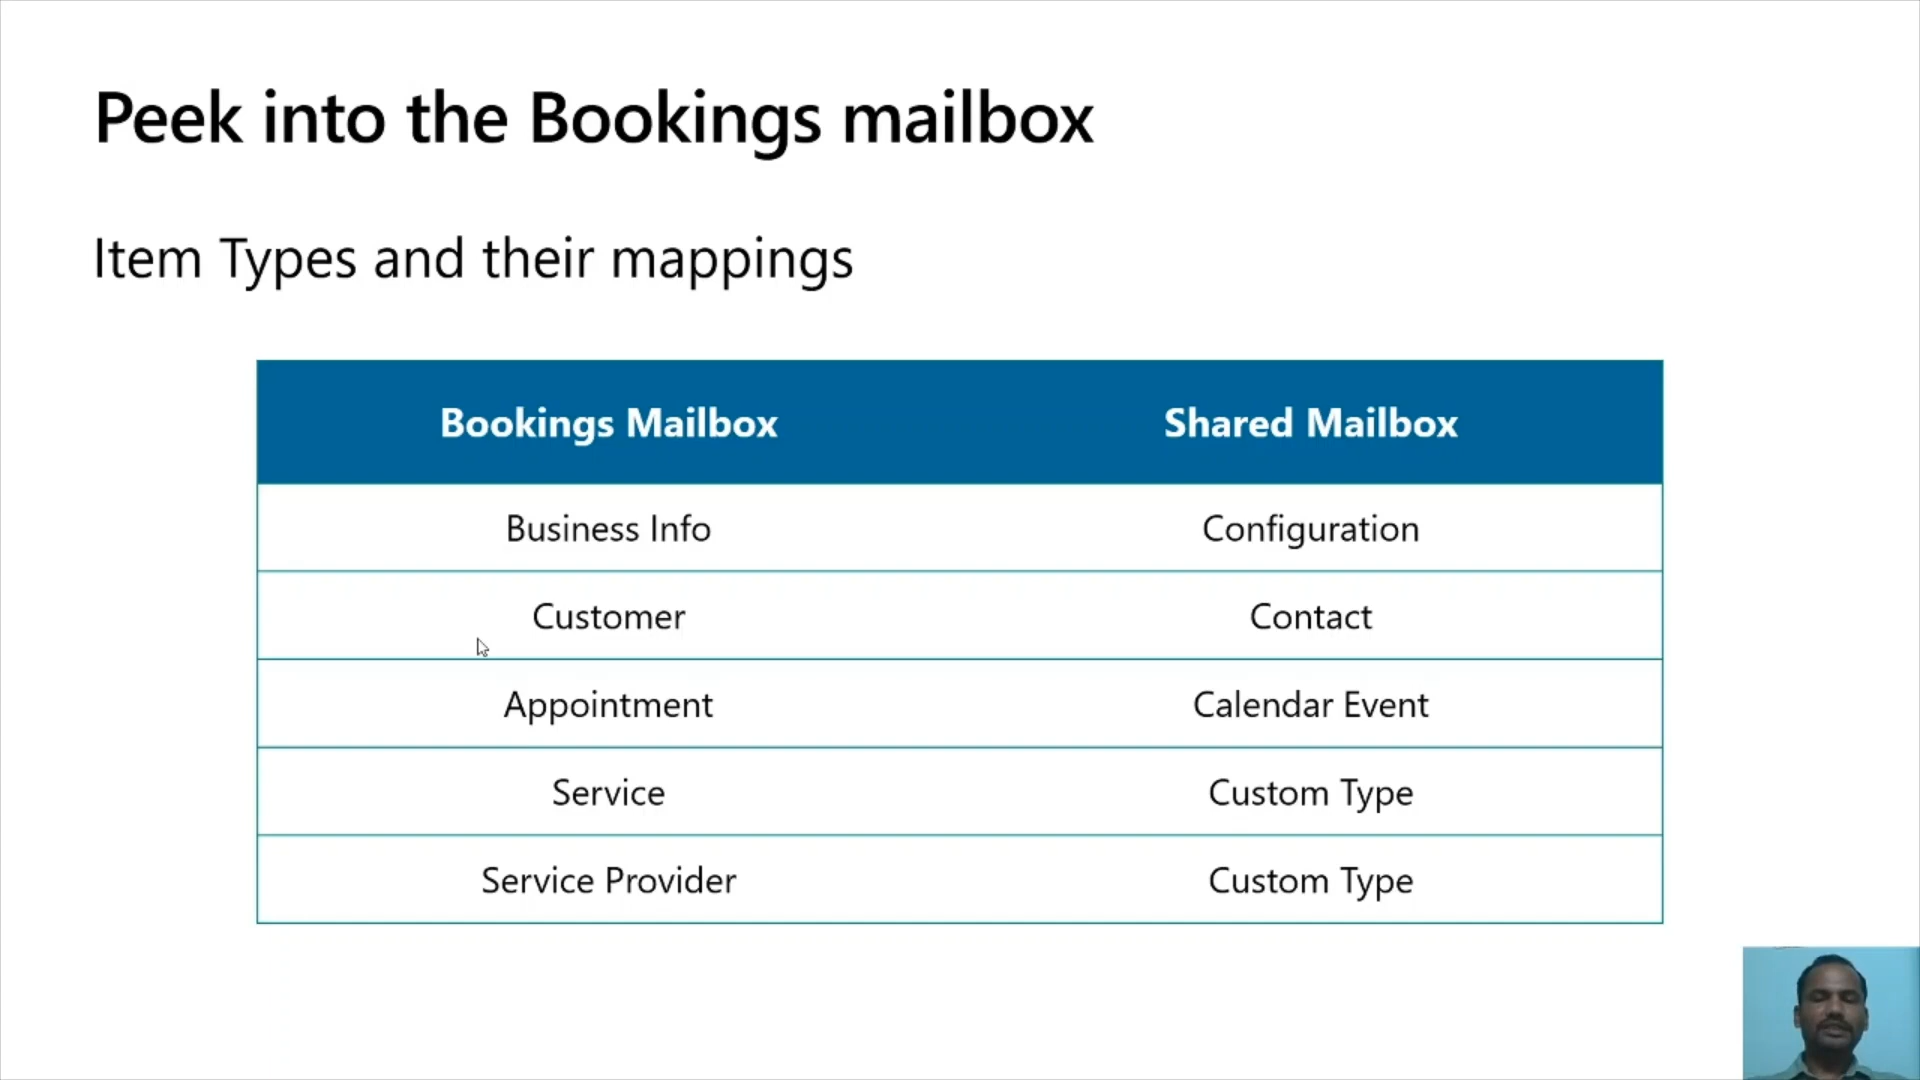 Peek into the Bookings mailbox
Item Types and their mappings
Bookings Mailbox Shared Mailbox
Business Info Configuration
Customer Contact
Appointment Calendar Event
Service Custom Type
Service Provider Custom Type